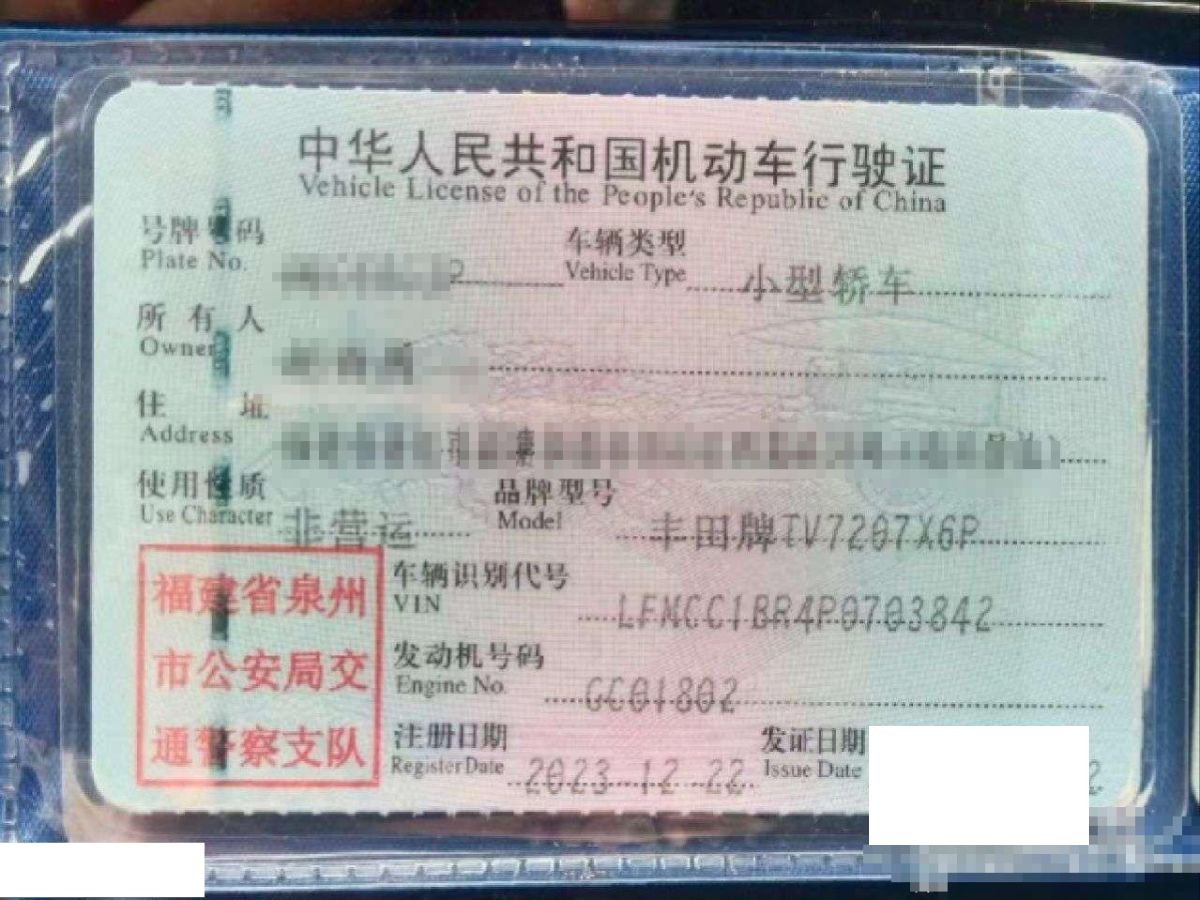 中华人民共和国机动车行驶证
Vehicle License of the People's Republic of China
号牌号码
Plate No.
车辆类型 小型轿车
Vehicle Type
所有人
Owner
住址
Address
使用性质 非营运
Use Character
品牌型号 丰田牌TV7207X6P
Model
福建省泉州
市公安局交
通警察支队
车辆识别代号 LFMCC1BR4P0703842
VIN
发动机号码 GC01802
Engine No.
注册日期 2023-12-22
Register Date
发证日期
Issue Date